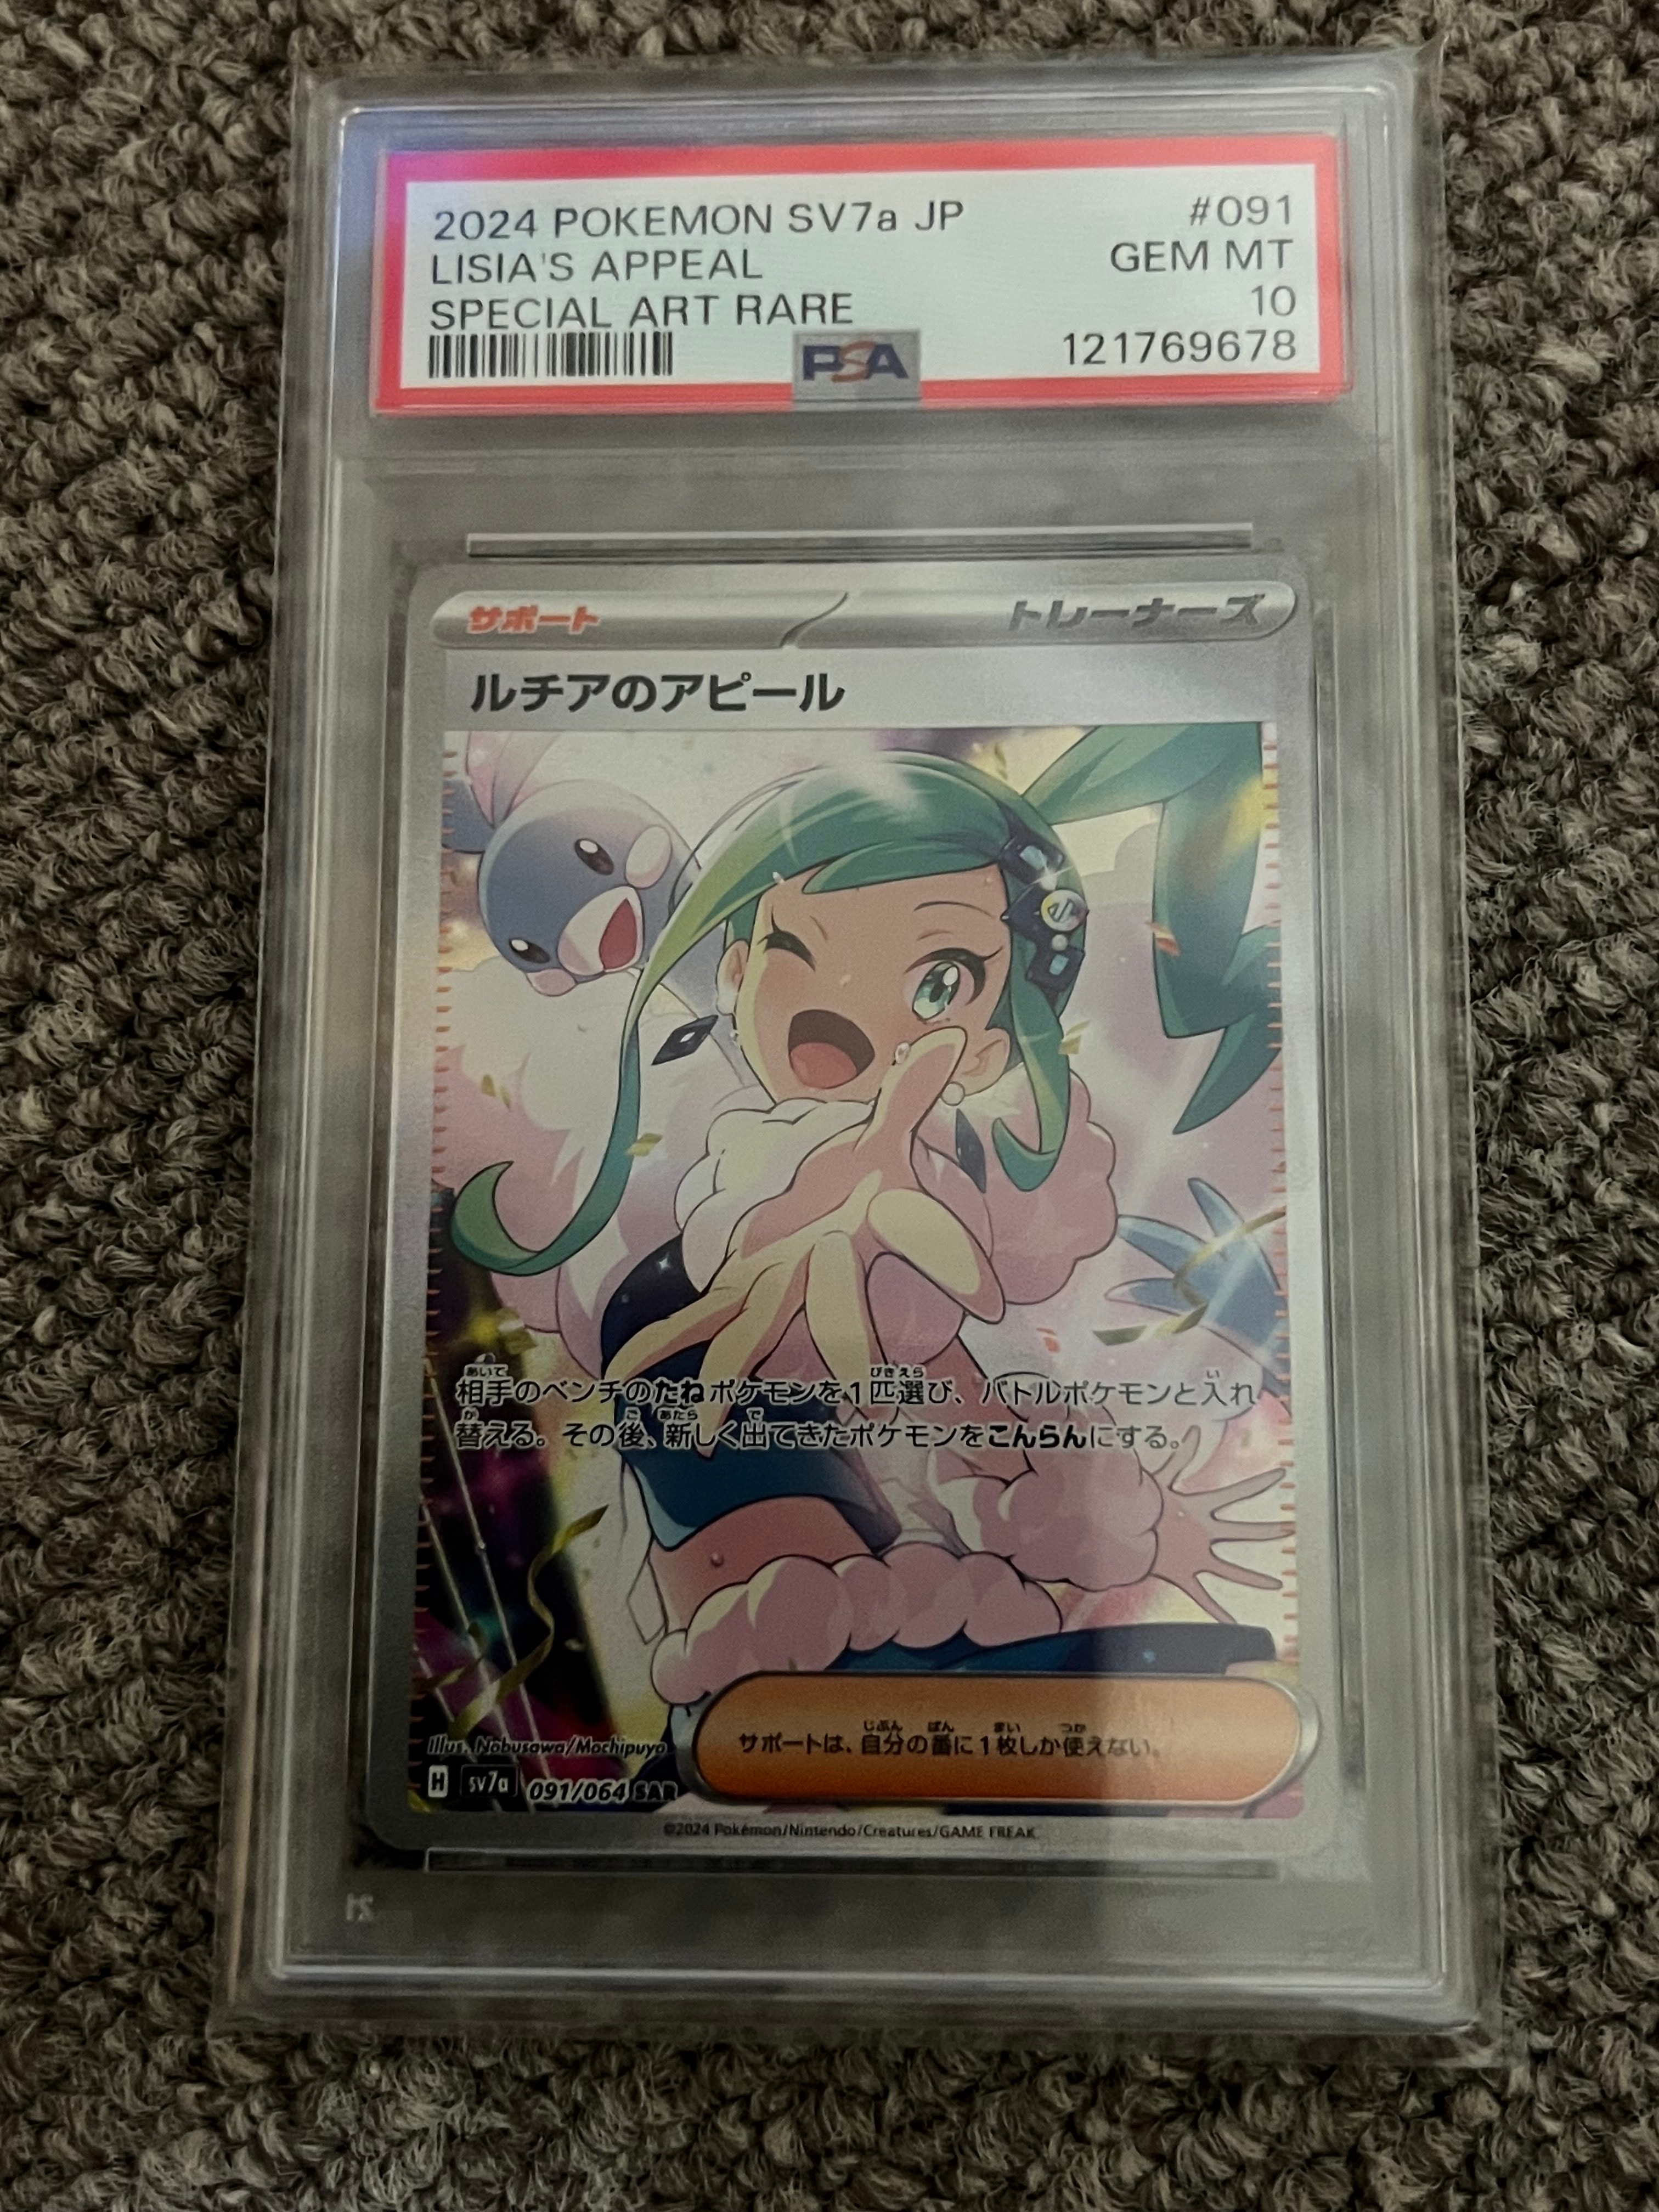 2024 POKEMON SV7a JP #091
LISIA'S APPEAL GEM MT
SPECIAL ART RARE 10
PSA 121769678
サポート トレーナーズ
ルチアのアピール
相手のベンチのたねポケモンを1匹選び、バトルポケモンと入れ
替える。その後、新しく出てきたポケモンをこんらんにする。
サポートは、自分の番に1枚しか使えない。
Illus. Nobusawa/Mochipuyo
H sv7a 091/064 SAR
©2024 Pokémon/Nintendo/Creatures/GAME FREAK